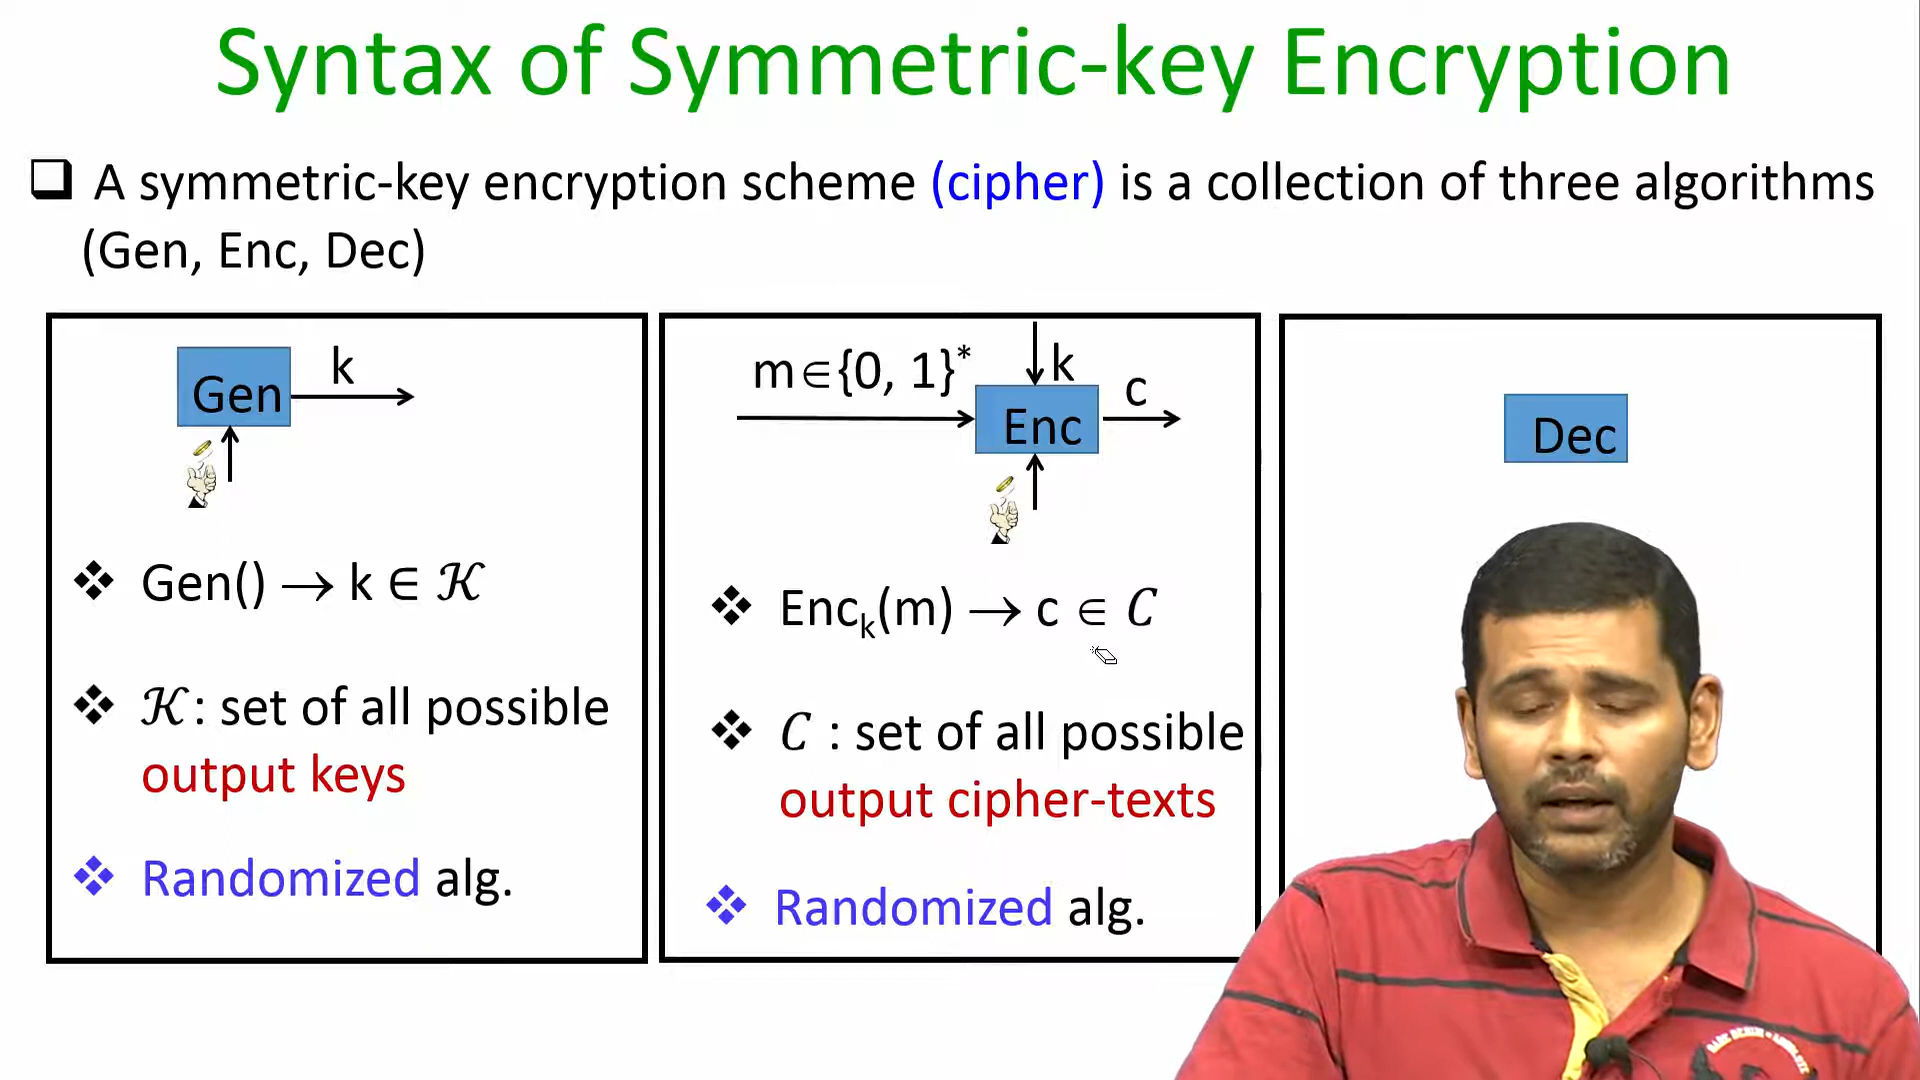 Syntax of Symmetric-key Encryption
❑ A symmetric-key encryption scheme (cipher) is a collection of three algorithms
(Gen, Enc, Dec)
Gen
k
❖ Gen() → k ∈ 𝒦
❖ 𝒦 : set of all possible
output keys
❖ Randomized alg.
m∈{0, 1}*
k
Enc
c
❖ Encₖ(m) → c ∈ 𝐶
❖ 𝐶 : set of all possible
output cipher-texts
❖ Randomized alg.
Dec